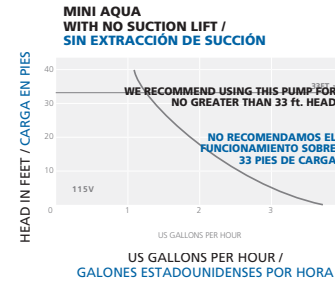 MINI AQUA
WITH NO SUCTION LIFT /
SIN EXTRACCIÓN DE SUCCIÓN
HEAD IN FEET / CARGA EN PIES
40
33FT
WE RECOMMEND USING THIS PUMP FOR
NO GREATER THAN 33 ft. HEAD
30
20
NO RECOMENDAMOS EL
FUNCIONAMIENTO SOBRE
33 PIES DE CARGA
10
115V
0
1
2
3
US GALLONS PER HOUR
US GALLONS PER HOUR /
GALONES ESTADOUNIDENSES POR HORA